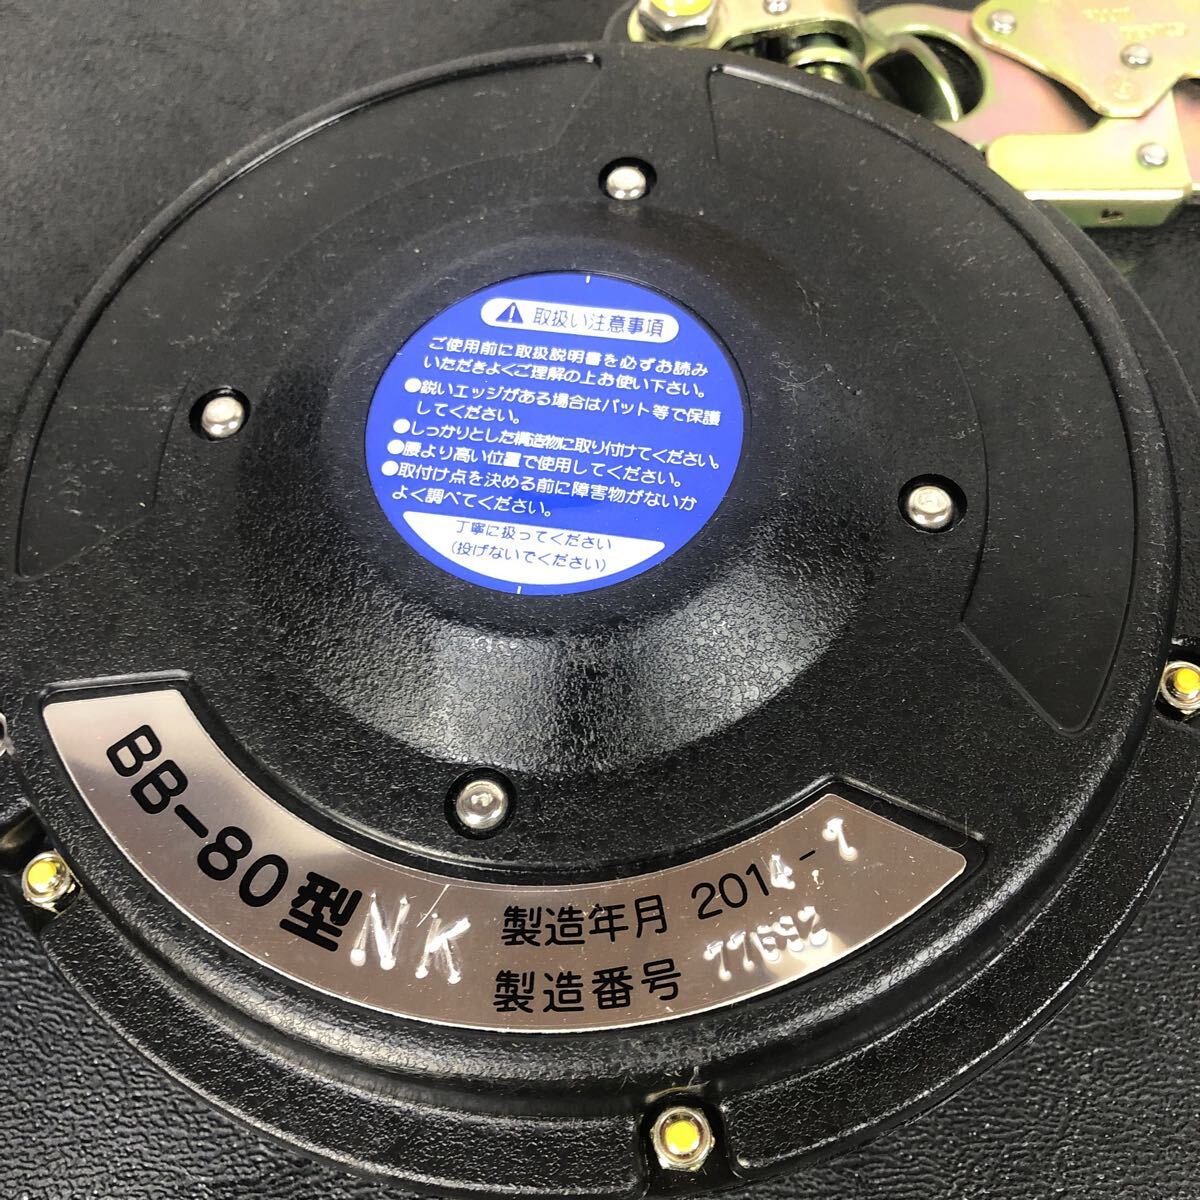 取扱い注意事項
ご使用前に取扱説明書を必ずお読み
いただきよくご理解の上お使い下さい。
●鋭いエッジがある場合はパット等で保護
してください。
●しっかりとした構造物に取り付けてください。
●腰より高い位置で使用してください。
●取付け点を決める前に障害物がないか
よく調べてください。
丁寧に扱ってください
(投げないでください)
BB-80型NK
製造年月 2014-7
製造番号 77692